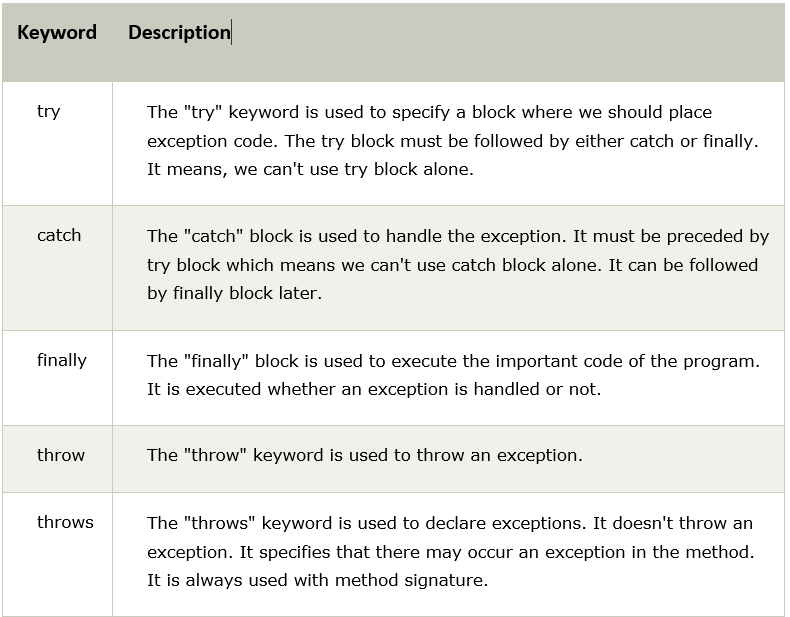 Keyword Description
try The "try" keyword is used to specify a block where we should place
exception code. The try block must be followed by either catch or finally.
It means, we can't use try block alone.
catch The "catch" block is used to handle the exception. It must be preceded by
try block which means we can't use catch block alone. It can be followed
by finally block later.
finally The "finally" block is used to execute the important code of the program.
It is executed whether an exception is handled or not.
throw The "throw" keyword is used to throw an exception.
throws The "throws" keyword is used to declare exceptions. It doesn't throw an
exception. It specifies that there may occur an exception in the method.
It is always used with method signature.